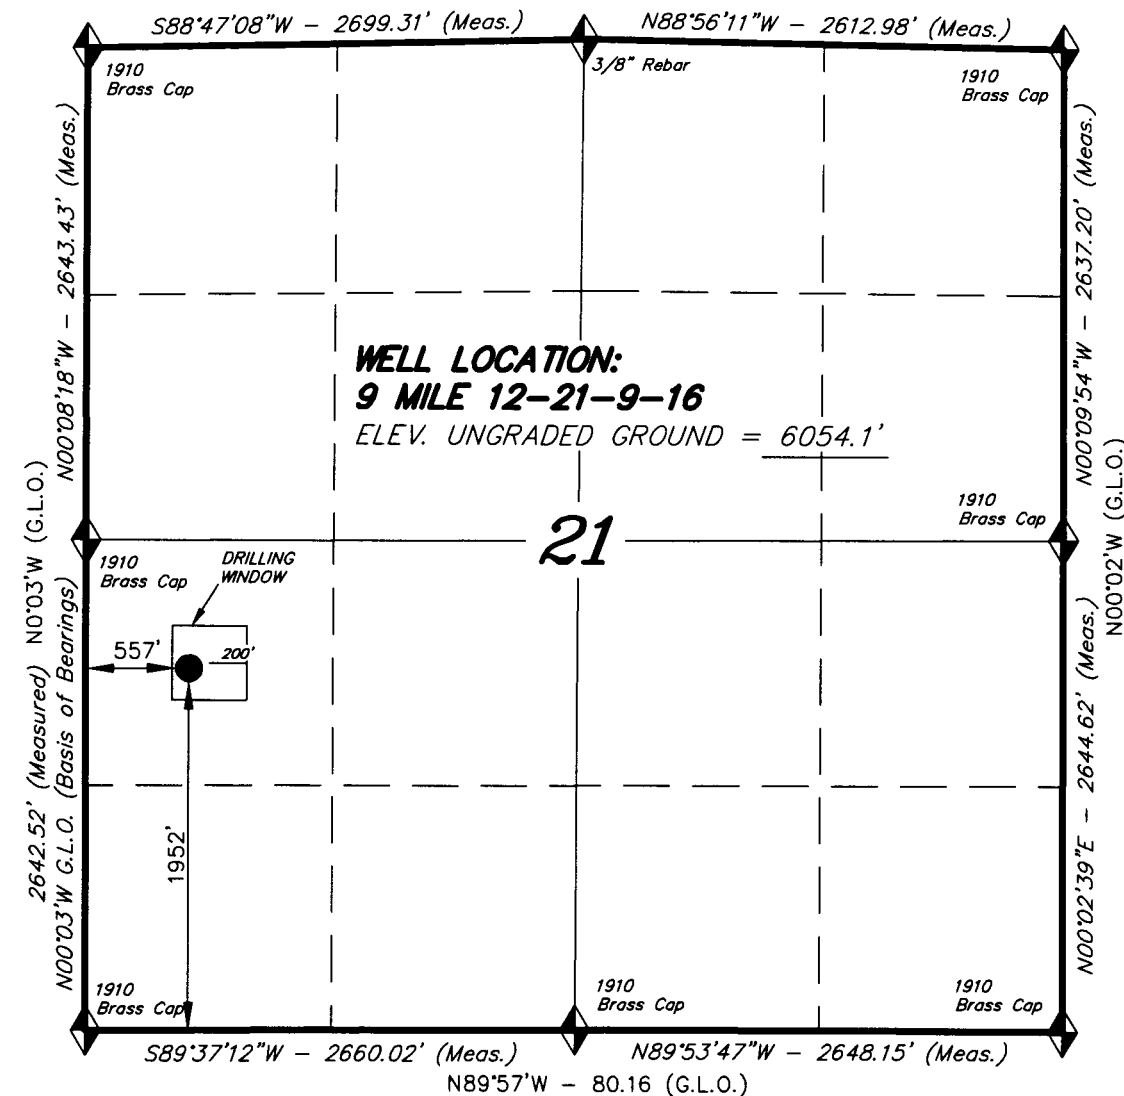 S88°47'08"W - 2699.31' (Meas.)
N88°56'11"W - 2612.98' (Meas.)
1910
Brass Cap
3/8" Rebar
1910
Brass Cap
N00°08'18"W - 2643.43' (Meas.)
N00°09'54"W - 2637.20' (Meas.)
WELL LOCATION:
9 MILE 12-21-9-16
ELEV. UNGRADED GROUND = 6054.1'
N0°03'W (G.L.O.)
N00°02'W (G.L.O.)
1910
Brass Cap
21
1910
Brass Cap
DRILLING
WINDOW
557'
200'
1952'
2642.52' (Measured)
N00°03'W G.L.O. (Basis of Bearings)
N00°02'39"E - 2644.62' (Meas.)
1910
Brass Cap
1910
Brass Cap
1910
Brass Cap
S89°37'12"W - 2660.02' (Meas.)
N89°53'47"W - 2648.15' (Meas.)
N89°57'W - 80.16 (G.L.O.)